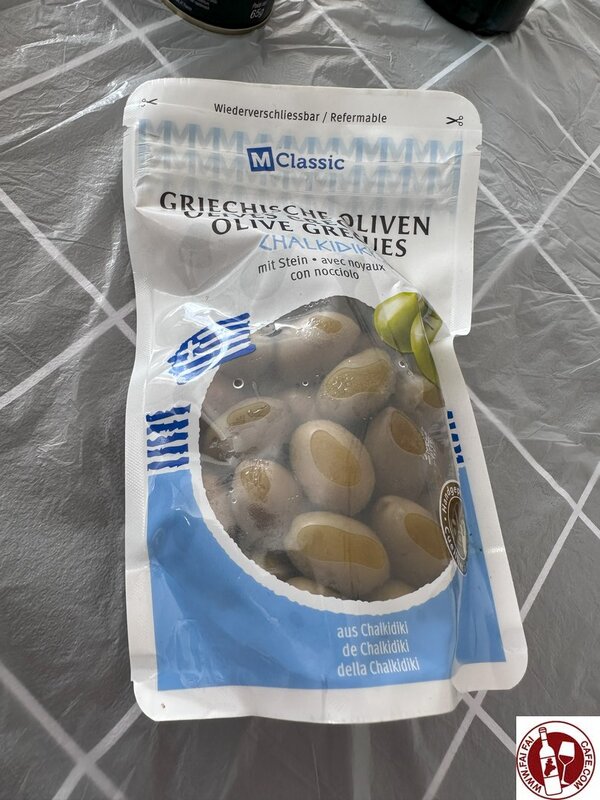 65g
Wiederverschliessbar / Refermable
M Classic
GRIECHISCHE OLIVEN
OLIVE
CHALKIDIKI
mit Stein • avec noyaux
con nocciolo
aus Chalkidiki
de Chalkidiki
della Chalkidiki
WWW.FAI FAI CAFE.COM